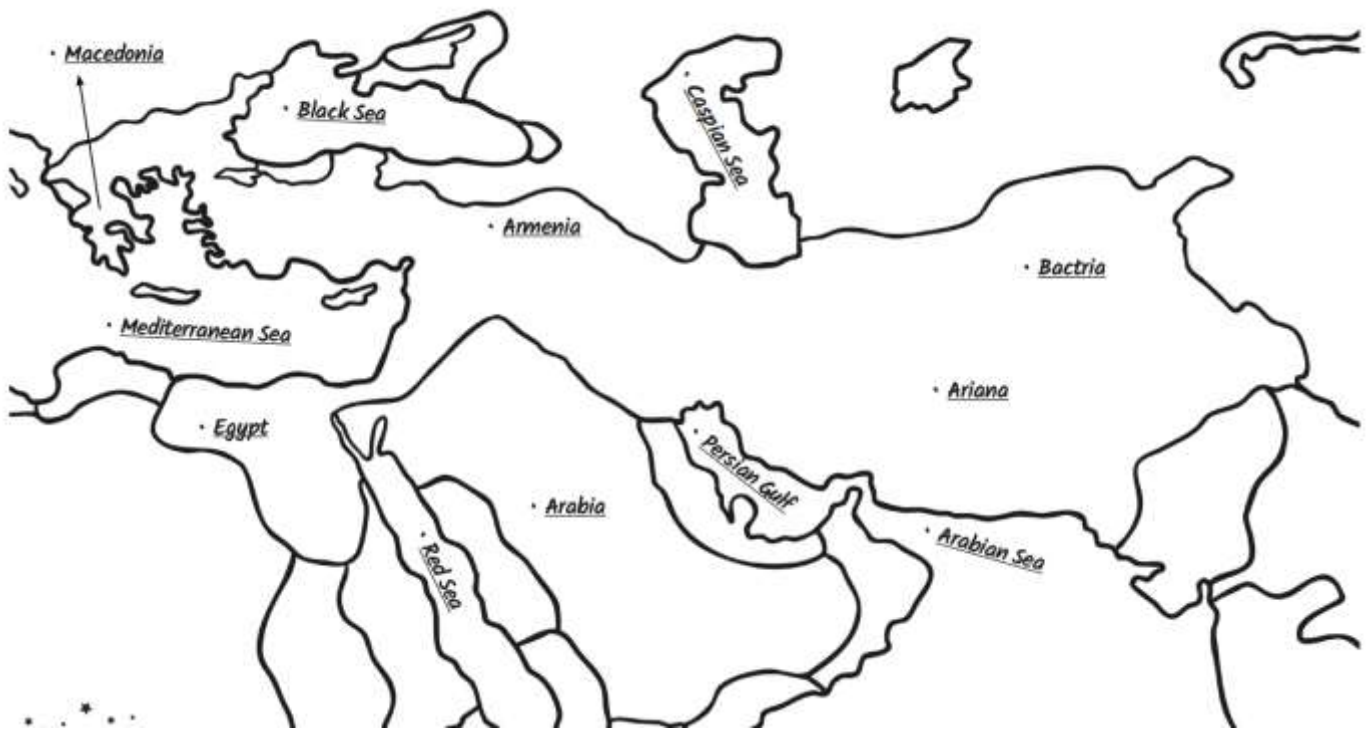 Macedonia
Black Sea
Caspian Sea
Armenia
Bactria
Mediterranean Sea
Ariana
Egypt
Persian Gulf
Arabia
Red Sea
Arabian Sea